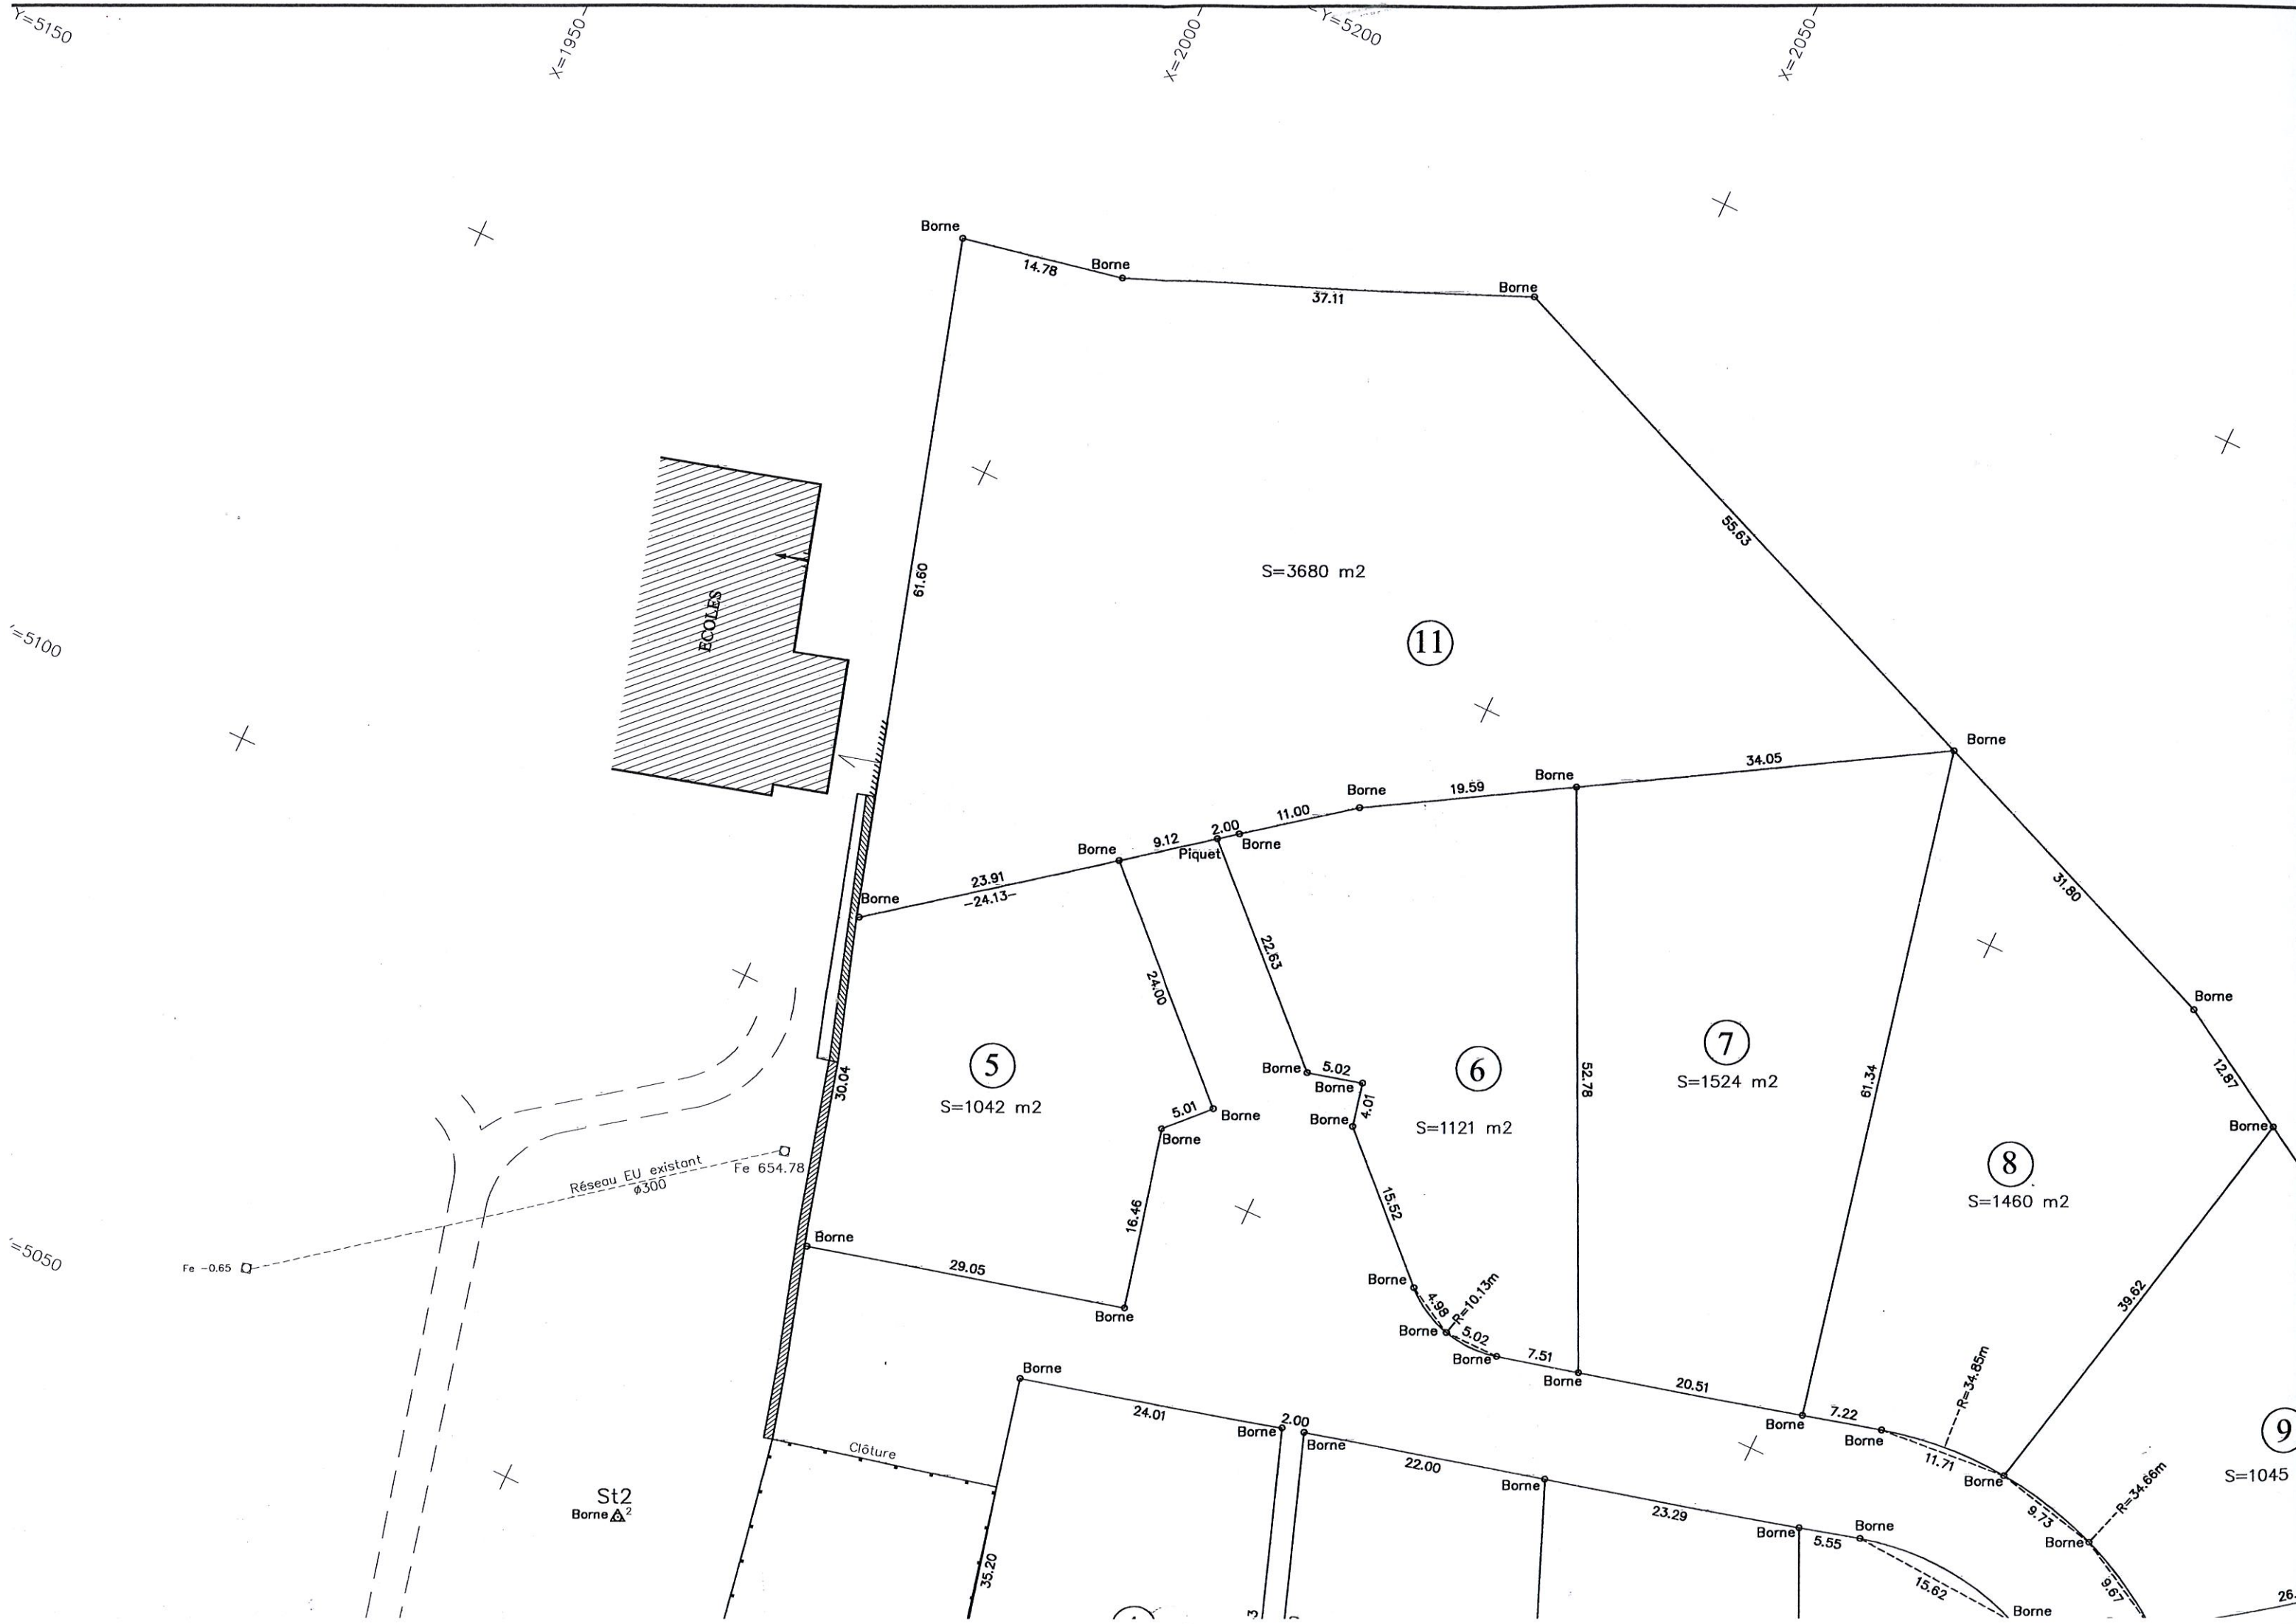 Y=5150
X=1950
X=2000
Y=5200
X=2050
Borne
14.78
Borne
37.11
Borne
61.60
55.63
ECOLES
S=3680 m2
11
=5100
Borne
34.05
Borne
19.59
Borne
11.00
2.00
Borne
Piquet
9.12
Borne
23.91
-24.13-
Borne
31.80
22.63
24.00
Borne
12.87
Borne
5
S=1042 m2
30.04
5.02
Borne
Borne
4.01
Borne
6
S=1121 m2
52.78
7
S=1524 m2
61.34
8
S=1460 m2
5.01
Borne
Borne
16.46
15.52
Réseau EU existant
ø300
Fe 654.78
Fe -0.65
=5050
Borne
29.05
Borne
Borne
4.98
R=10.13m
Borne
5.02
Borne
7.51
Borne
20.51
Borne
7.22
Borne
R=34.85m
11.71
Borne
39.62
9
S=1045
R=34.66m
9.73
Borne
9.67
Borne
24.01
2.00
Borne
Borne
22.00
Borne
23.29
Borne
5.55
Borne
15.62
Borne
26.
Clôture
St2
Borne 2
35.20
3